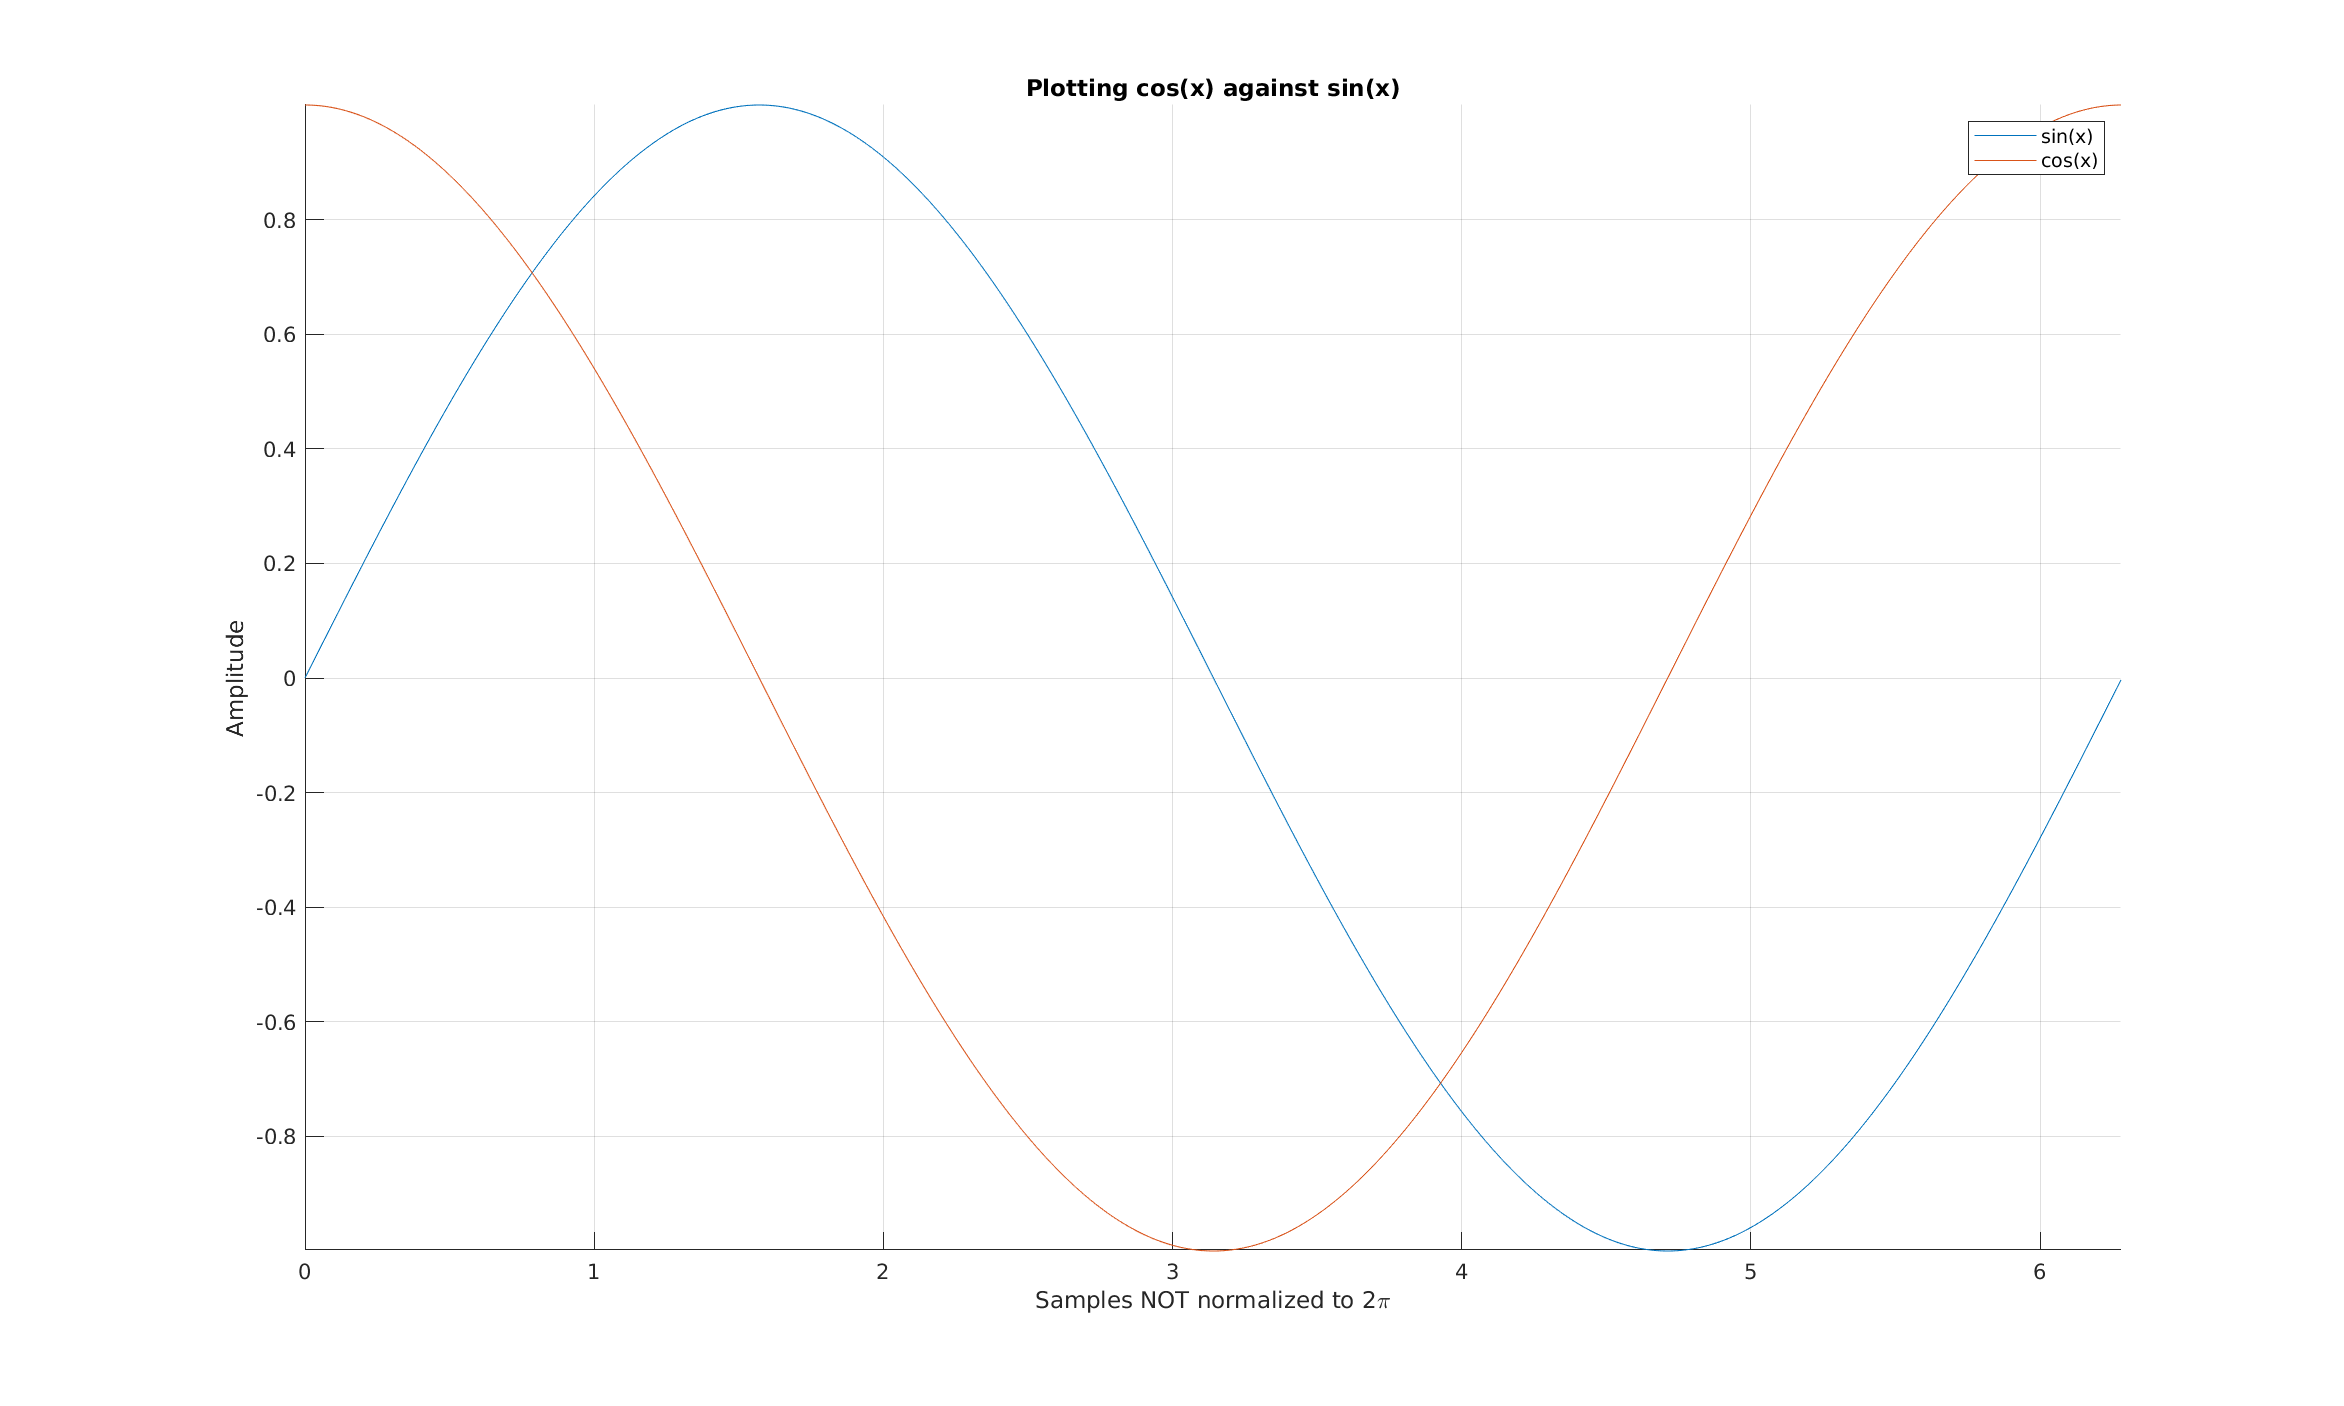 Plotting cos(x) against sin(x)
sin(x)
cos(x)
0.8
0.6
0.4
0.2
0
-0.2
-0.4
-0.6
-0.8
Amplitude
0 1 2 3 4 5 6
Samples NOT normalized to 2π